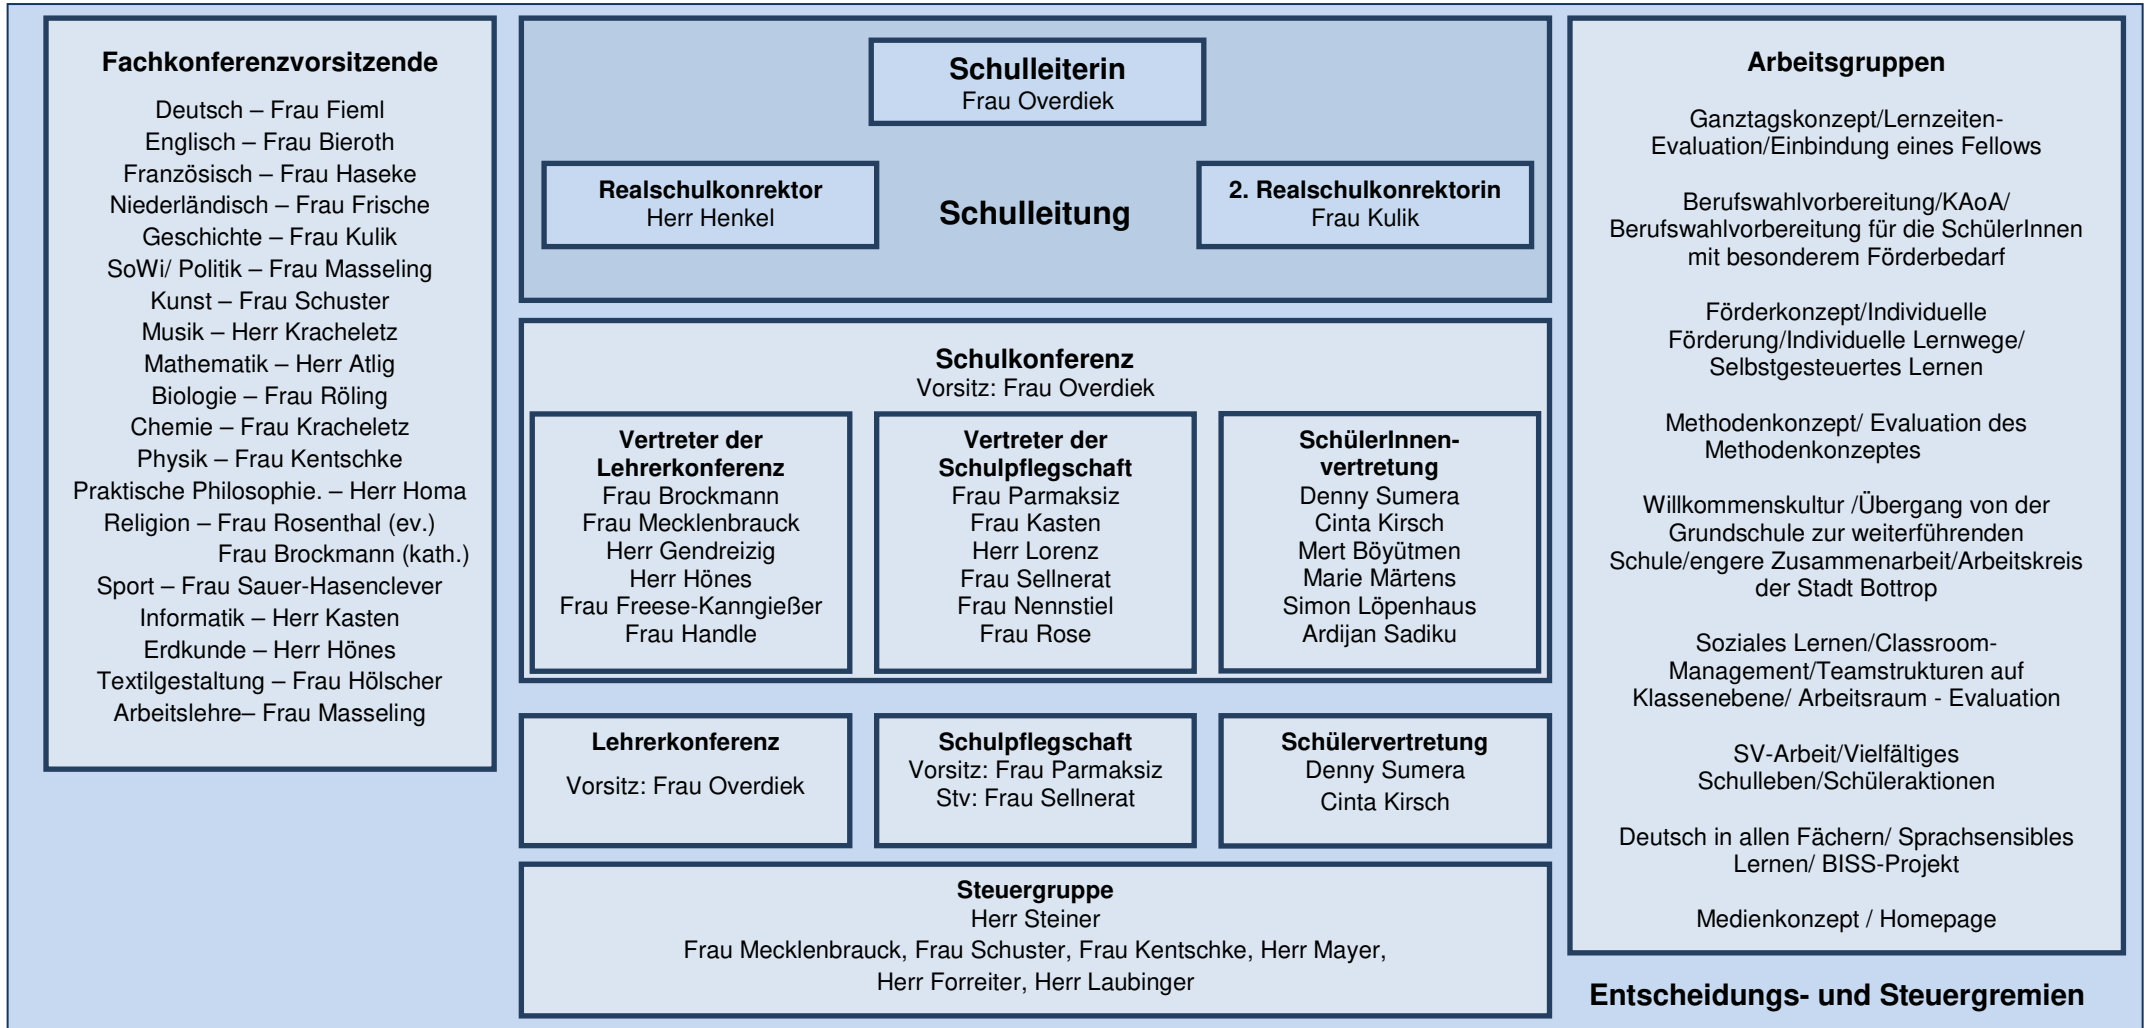 Fachkonferenzvorsitzende
Deutsch – Frau Fieml
Englisch – Frau Bieroth
Französisch – Frau Haseke
Niederländisch – Frau Frische
Geschichte – Frau Kulik
SoWi/ Politik – Frau Masseling
Kunst – Frau Schuster
Musik – Herr Kracheletz
Mathematik – Herr Atlig
Biologie – Frau Röling
Chemie – Frau Kracheletz
Physik – Frau Kentschke
Praktische Philosophie. – Herr Homa
Religion – Frau Rosenthal (ev.)
Frau Brockmann (kath.)
Sport – Frau Sauer-Hasenclever
Informatik – Herr Kasten
Erdkunde – Herr Hönes
Textilgestaltung – Frau Hölscher
Arbeitslehre– Frau Masseling
Schulleiterin
Frau Overdiek
Realschulkonrektor
Herr Henkel
Schulleitung
2. Realschulkonrektorin
Frau Kulik
Schulkonferenz
Vorsitz: Frau Overdiek
Vertreter der
Lehrerkonferenz
Frau Brockmann
Frau Mecklenbrauck
Herr Gendreizig
Herr Hönes
Frau Freese-Kanngießer
Frau Handle
Vertreter der
Schulpflegschaft
Frau Parmaksiz
Frau Kasten
Herr Lorenz
Frau Sellnerat
Frau Nennstiel
Frau Rose
SchülerInnen-
vertretung
Denny Sumera
Cinta Kirsch
Mert Böyütmen
Marie Märtens
Simon Löpenhaus
Ardijan Sadiku
Lehrerkonferenz
Vorsitz: Frau Overdiek
Schulpflegschaft
Vorsitz: Frau Parmaksiz
Stv: Frau Sellnerat
Schülervertretung
Denny Sumera
Cinta Kirsch
Steuergruppe
Herr Steiner
Frau Mecklenbrauck, Frau Schuster, Frau Kentschke, Herr Mayer,
Herr Forreiter, Herr Laubinger
Arbeitsgruppen
Ganztagskonzept/Lernzeiten-
Evaluation/Einbindung eines Fellows
Berufswahlvorbereitung/KAoA/
Berufswahlvorbereitung für die SchülerInnen
mit besonderem Förderbedarf
Förderkonzept/Individuelle
Förderung/Individuelle Lernwege/
Selbstgesteuertes Lernen
Methodenkonzept/ Evaluation des
Methodenkonzeptes
Willkommenskultur /Übergang von der
Grundschule zur weiterführenden
Schule/engere Zusammenarbeit/Arbeitskreis
der Stadt Bottrop
Soziales Lernen/Classroom-
Management/Teamstrukturen auf
Klassenebene/ Arbeitsraum - Evaluation
SV-Arbeit/Vielfältiges
Schulleben/Schüleraktionen
Deutsch in allen Fächern/ Sprachsensibles
Lernen/ BISS-Projekt
Medienkonzept / Homepage
Entscheidungs- und Steuergremien